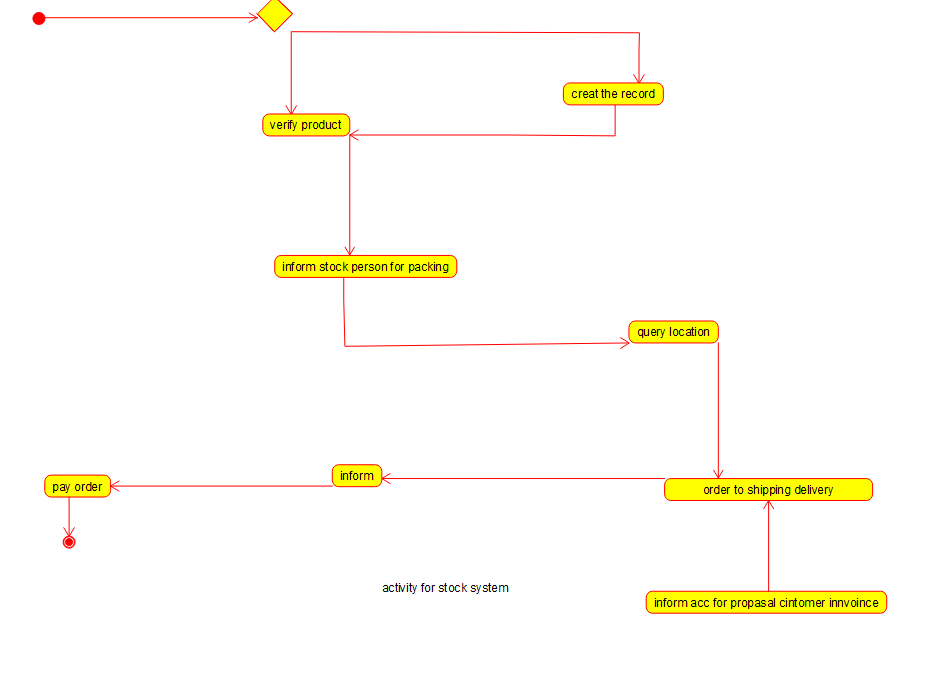 creat the record
verify product
inform stock person for packing
query location
inform
pay order
order to shipping delivery
activity for stock system
inform acc for propasal cintomer innvoince